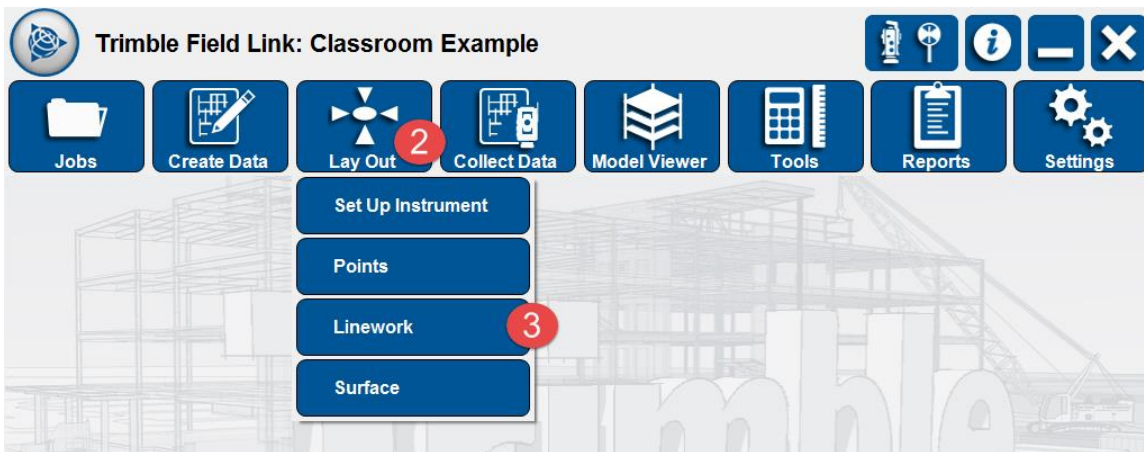 Trimble Field Link: Classroom Example
i
Jobs
Create Data
Lay Out
2
Collect Data
Model Viewer
Tools
Reports
Settings
Set Up Instrument
Points
Linework
3
Surface
Trimble